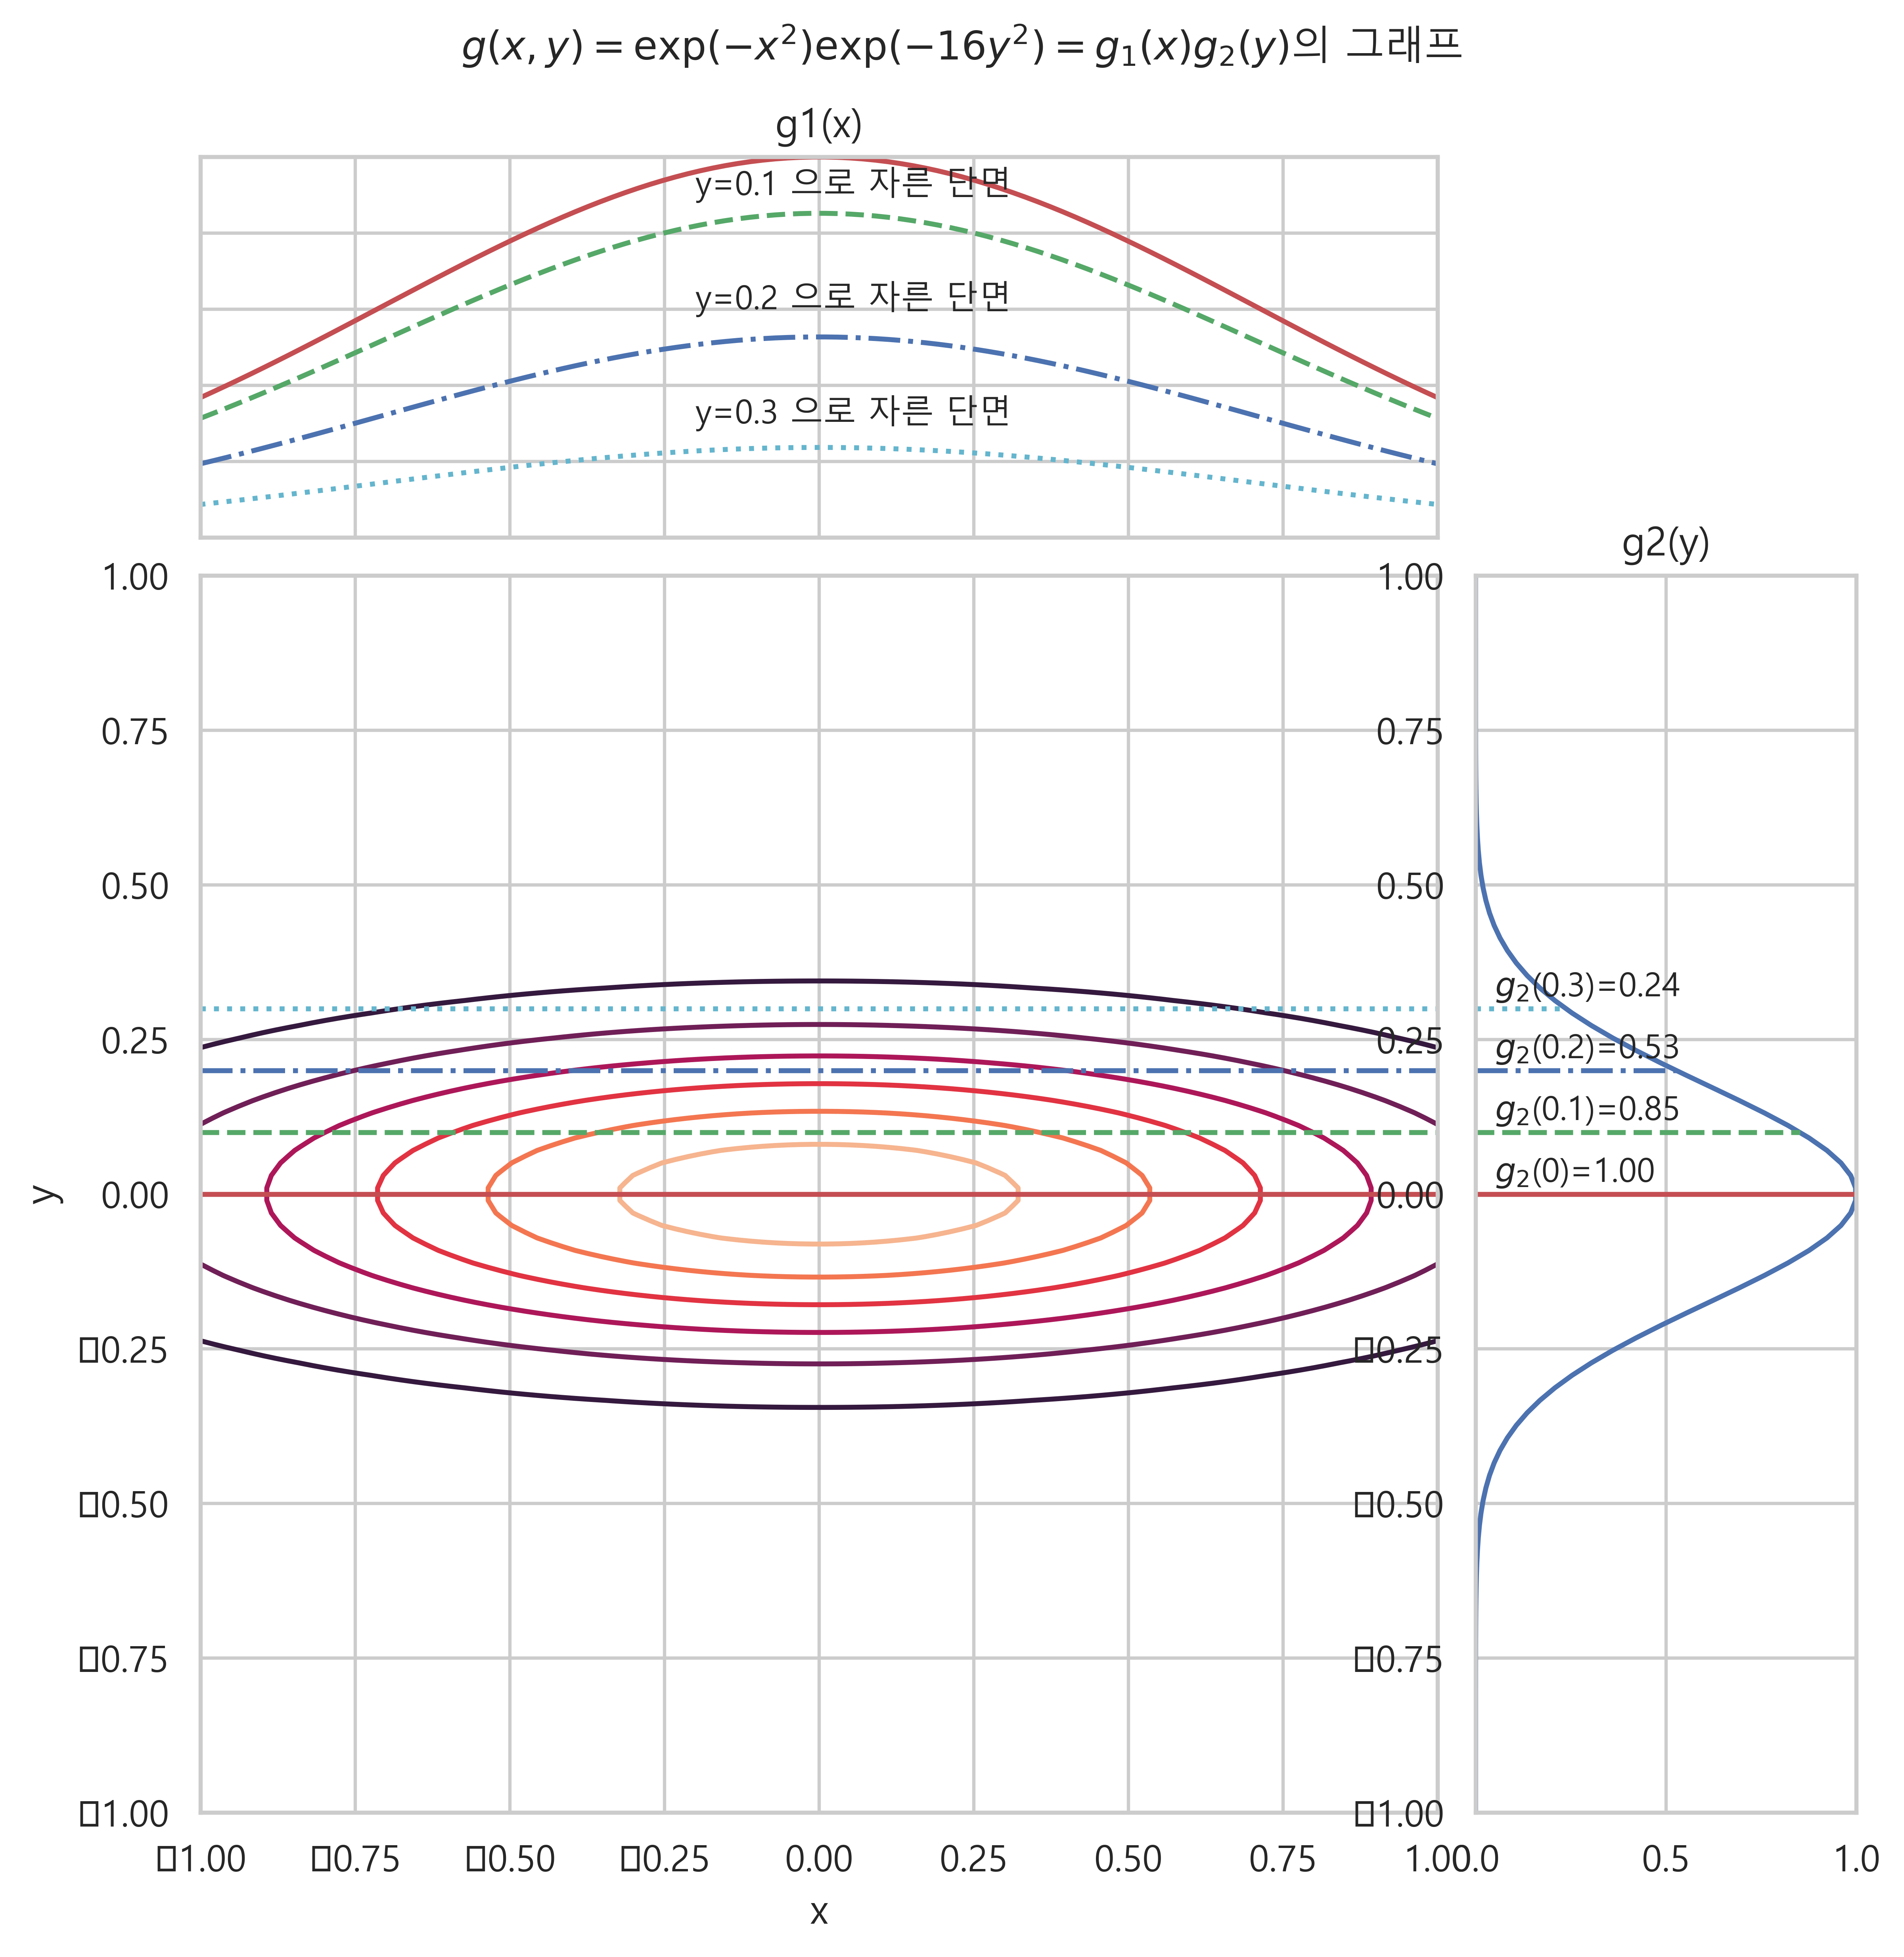 g(x, y) = exp(−x²)exp(−16y²) = g₁(x)g₂(y)의 그래프
g1(x)
y=0.1 으로 자른 단면
y=0.2 으로 자른 단면
y=0.3 으로 자른 단면
g2(y)
1.00
0.75
0.50
0.25
0.00
▯0.25
▯0.50
▯0.75
▯1.00
y
▯1.00 ▯0.75 ▯0.50 ▯0.25 0.00 0.25 0.50 0.75 1.00
x
1.00
0.75
0.50
0.25
0.00
▯0.25
▯0.50
▯0.75
▯1.00
g₂(0.3)=0.24
g₂(0.2)=0.53
g₂(0.1)=0.85
g₂(0)=1.00
0.0 0.5 1.0